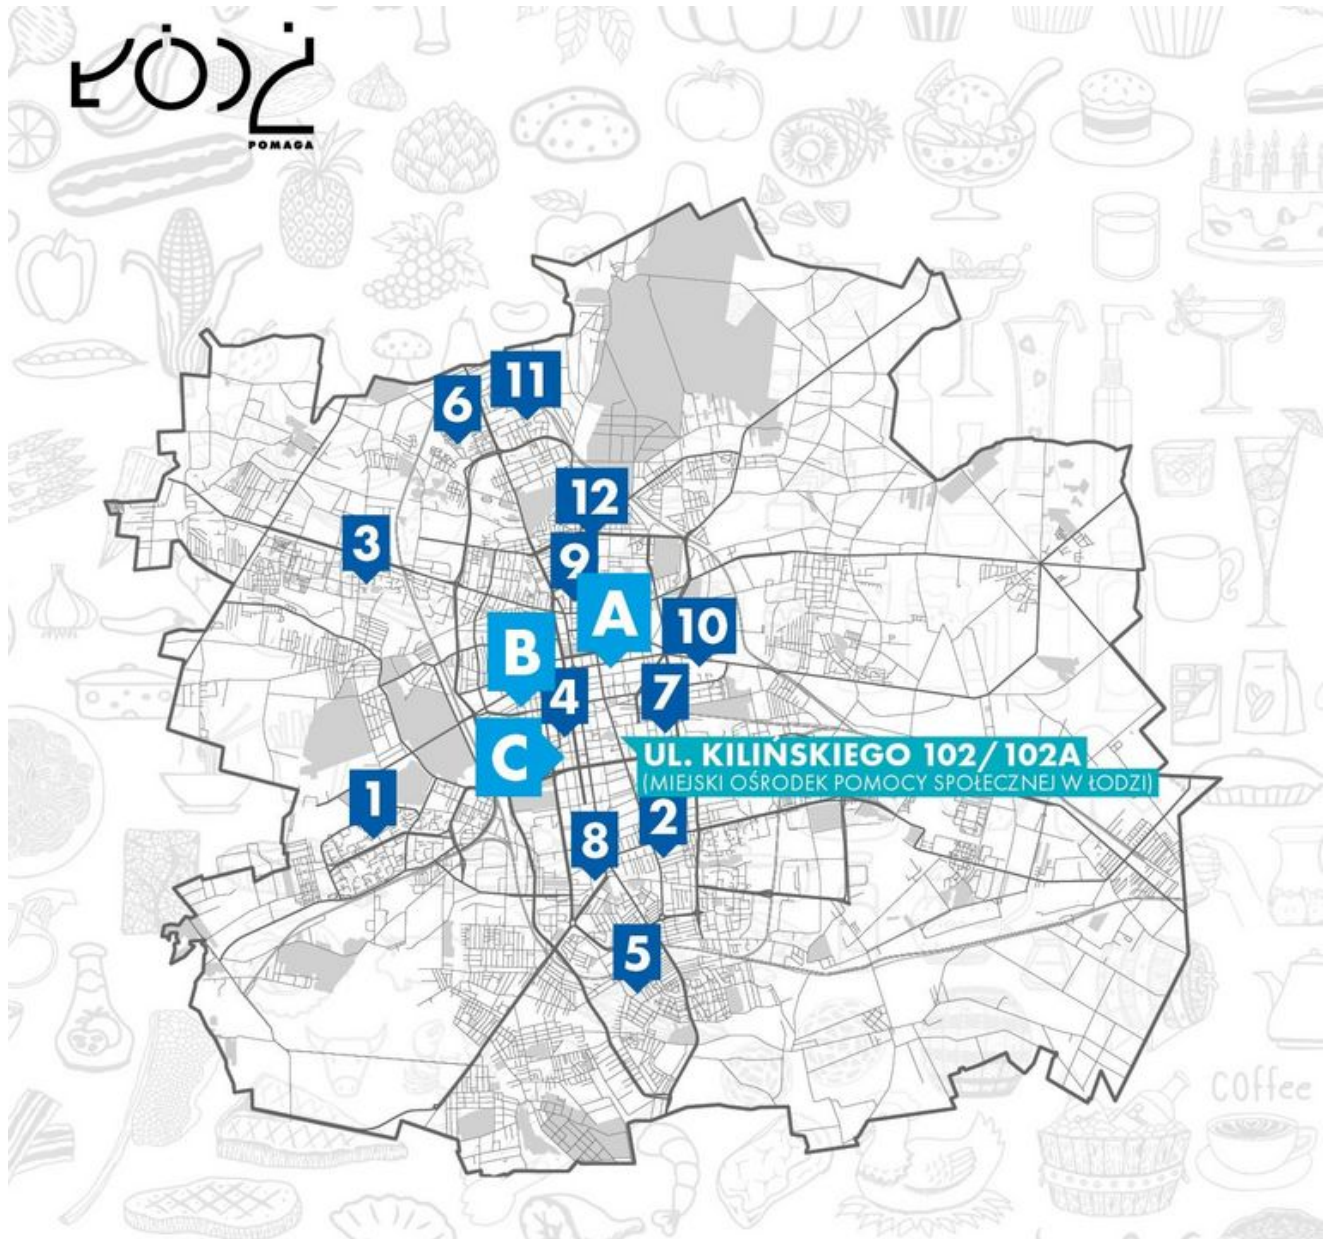 ŁÓDŹ
POMAGA
11
6
12
3
9
A
10
B
4
7
C
UL. KILIŃSKIEGO 102/102A
(MIEJSKI OŚRODEK POMOCY SPOŁECZNEJ W ŁODZI)
1
2
8
5
coffee